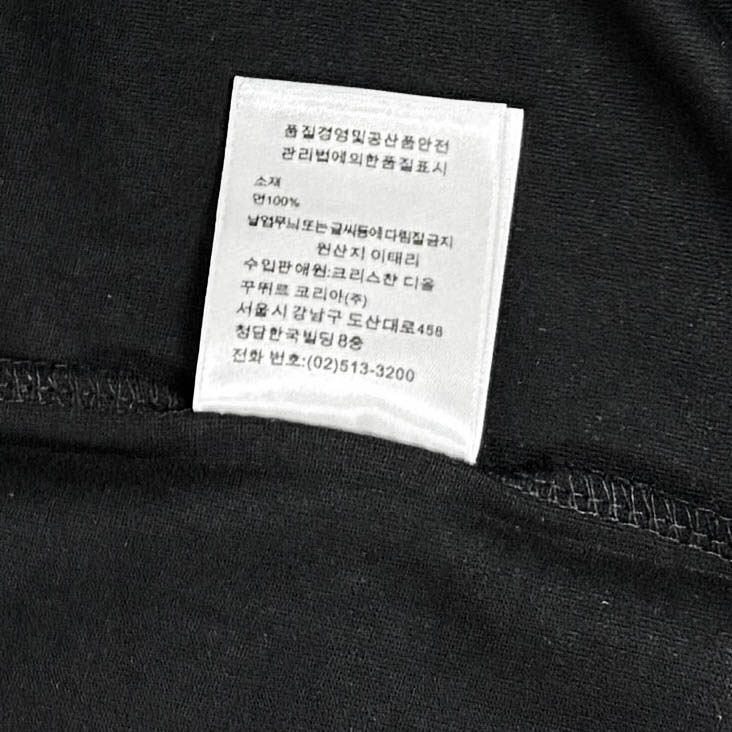 품질경영및공산품안전
관리법에의한품질표시
소재
면100%
날염무늬또는글씨등에다림질금지
원산지 이태리
수입판매원:크리스찬 디올
꾸뛰르 코리아(주)
서울시 강남구 도산대로458
청담한국빌딩8층
전화 번호:(02)513-3200